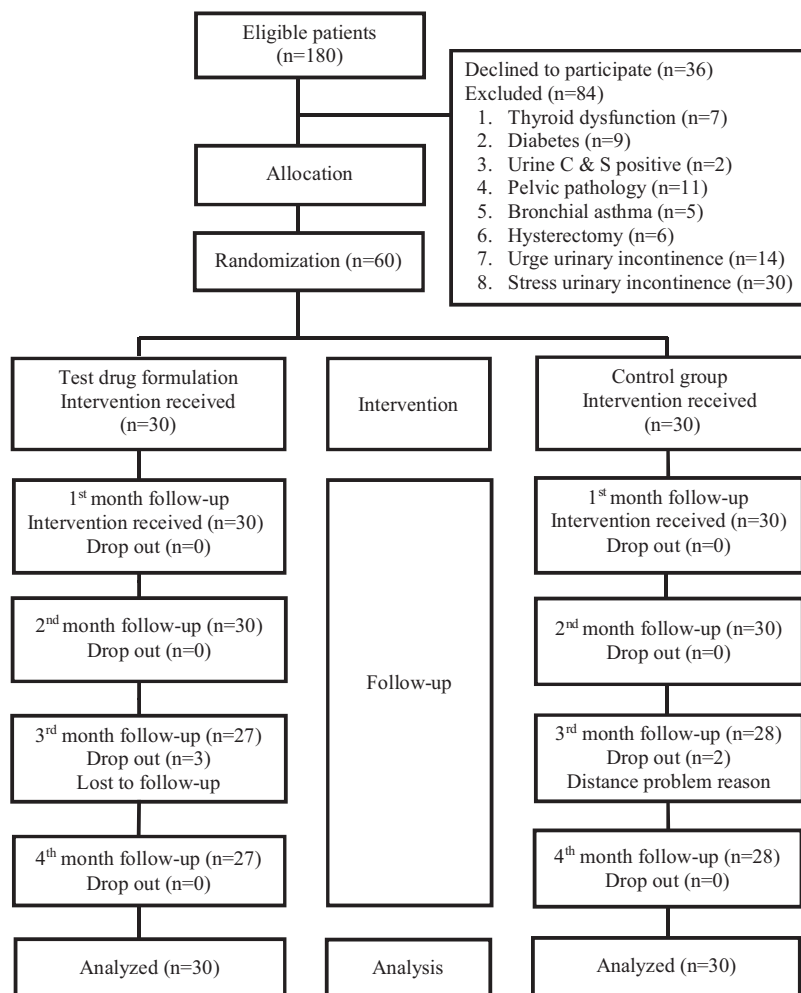 Eligible patients
(n=180)
Declined to participate (n=36)
Excluded (n=84)
1. Thyroid dysfunction (n=7)
2. Diabetes (n=9)
3. Urine C & S positive (n=2)
4. Pelvic pathology (n=11)
5. Bronchial asthma (n=5)
6. Hysterectomy (n=6)
7. Urge urinary incontinence (n=14)
8. Stress urinary incontinence (n=30)
Allocation
Randomization (n=60)
Test drug formulation
Intervention received
(n=30)
Intervention
Control group
Intervention received
(n=30)
1st month follow-up
Intervention received (n=30)
Drop out (n=0)
1st month follow-up
Intervention received (n=30)
Drop out (n=0)
2nd month follow-up (n=30)
Drop out (n=0)
2nd month follow-up (n=30)
Drop out (n=0)
Follow-up
3rd month follow-up (n=27)
Drop out (n=3)
Lost to follow-up
3rd month follow-up (n=28)
Drop out (n=2)
Distance problem reason
4th month follow-up (n=27)
Drop out (n=0)
4th month follow-up (n=28)
Drop out (n=0)
Analyzed (n=30)
Analysis
Analyzed (n=30)